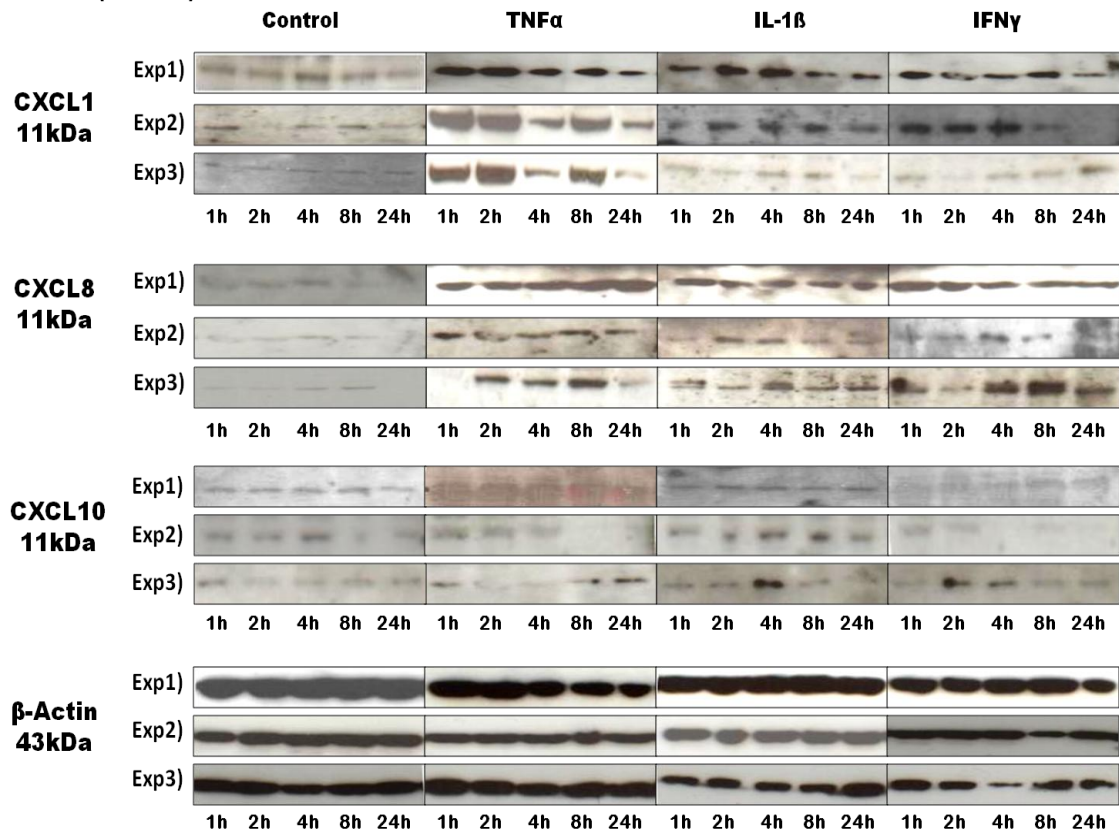 Control TNFα IL-1ß IFNγ
CXCL1
11kDa
Exp1)
Exp2)
Exp3)
1h 2h 4h 8h 24h 1h 2h 4h 8h 24h 1h 2h 4h 8h 24h 1h 2h 4h 8h 24h
CXCL8
11kDa
Exp1)
Exp2)
Exp3)
1h 2h 4h 8h 24h 1h 2h 4h 8h 24h 1h 2h 4h 8h 24h 1h 2h 4h 8h 24h
CXCL10
11kDa
Exp1)
Exp2)
Exp3)
1h 2h 4h 8h 24h 1h 2h 4h 8h 24h 1h 2h 4h 8h 24h 1h 2h 4h 8h 24h
β-Actin
43kDa
Exp1)
Exp2)
Exp3)
1h 2h 4h 8h 24h 1h 2h 4h 8h 24h 1h 2h 4h 8h 24h 1h 2h 4h 8h 24h